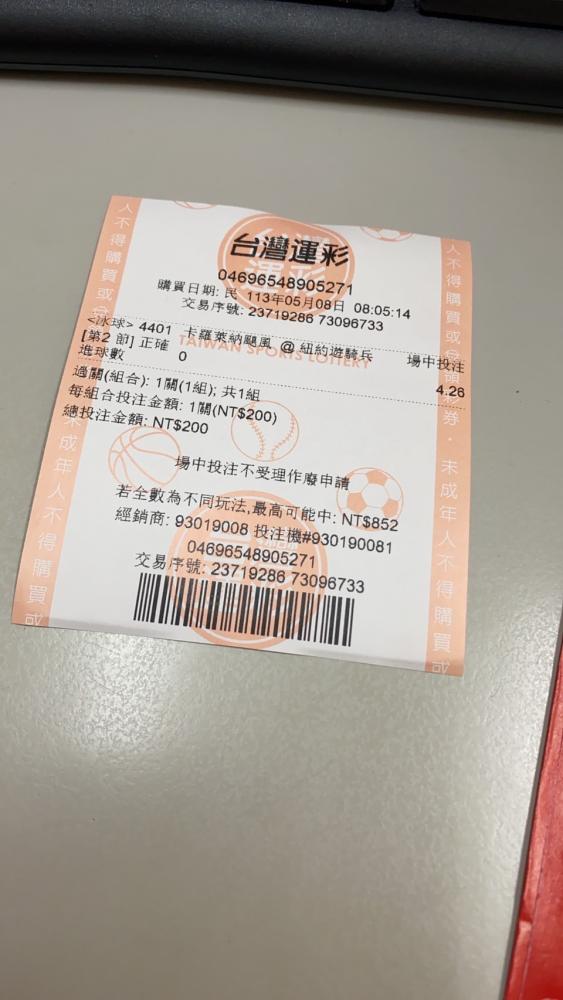 台灣運彩
04696548905271
購買日期: 民 113年05月08日 08:05:14
交易序號: 23719286 73096733
TAIWAN SPORTS LOTTERY
<冰球> 4401 卡羅萊納颶風 @ 紐約遊騎兵 場中投注
[第2 節] 正確進球數 0 4.26
過關(組合): 1關(1組); 共1組
每組合投注金額: 1關(NT$200)
總投注金額: NT$200
場中投注不受理作廢申請
若全數為不同玩法,最高可能中: NT$852
經銷商: 93019008 投注機#930190081
04696548905271
交易序號: 23719286 73096733
人不得購買或
未成年人不得購買或
人不得購買或領券・未成年人不得購買或